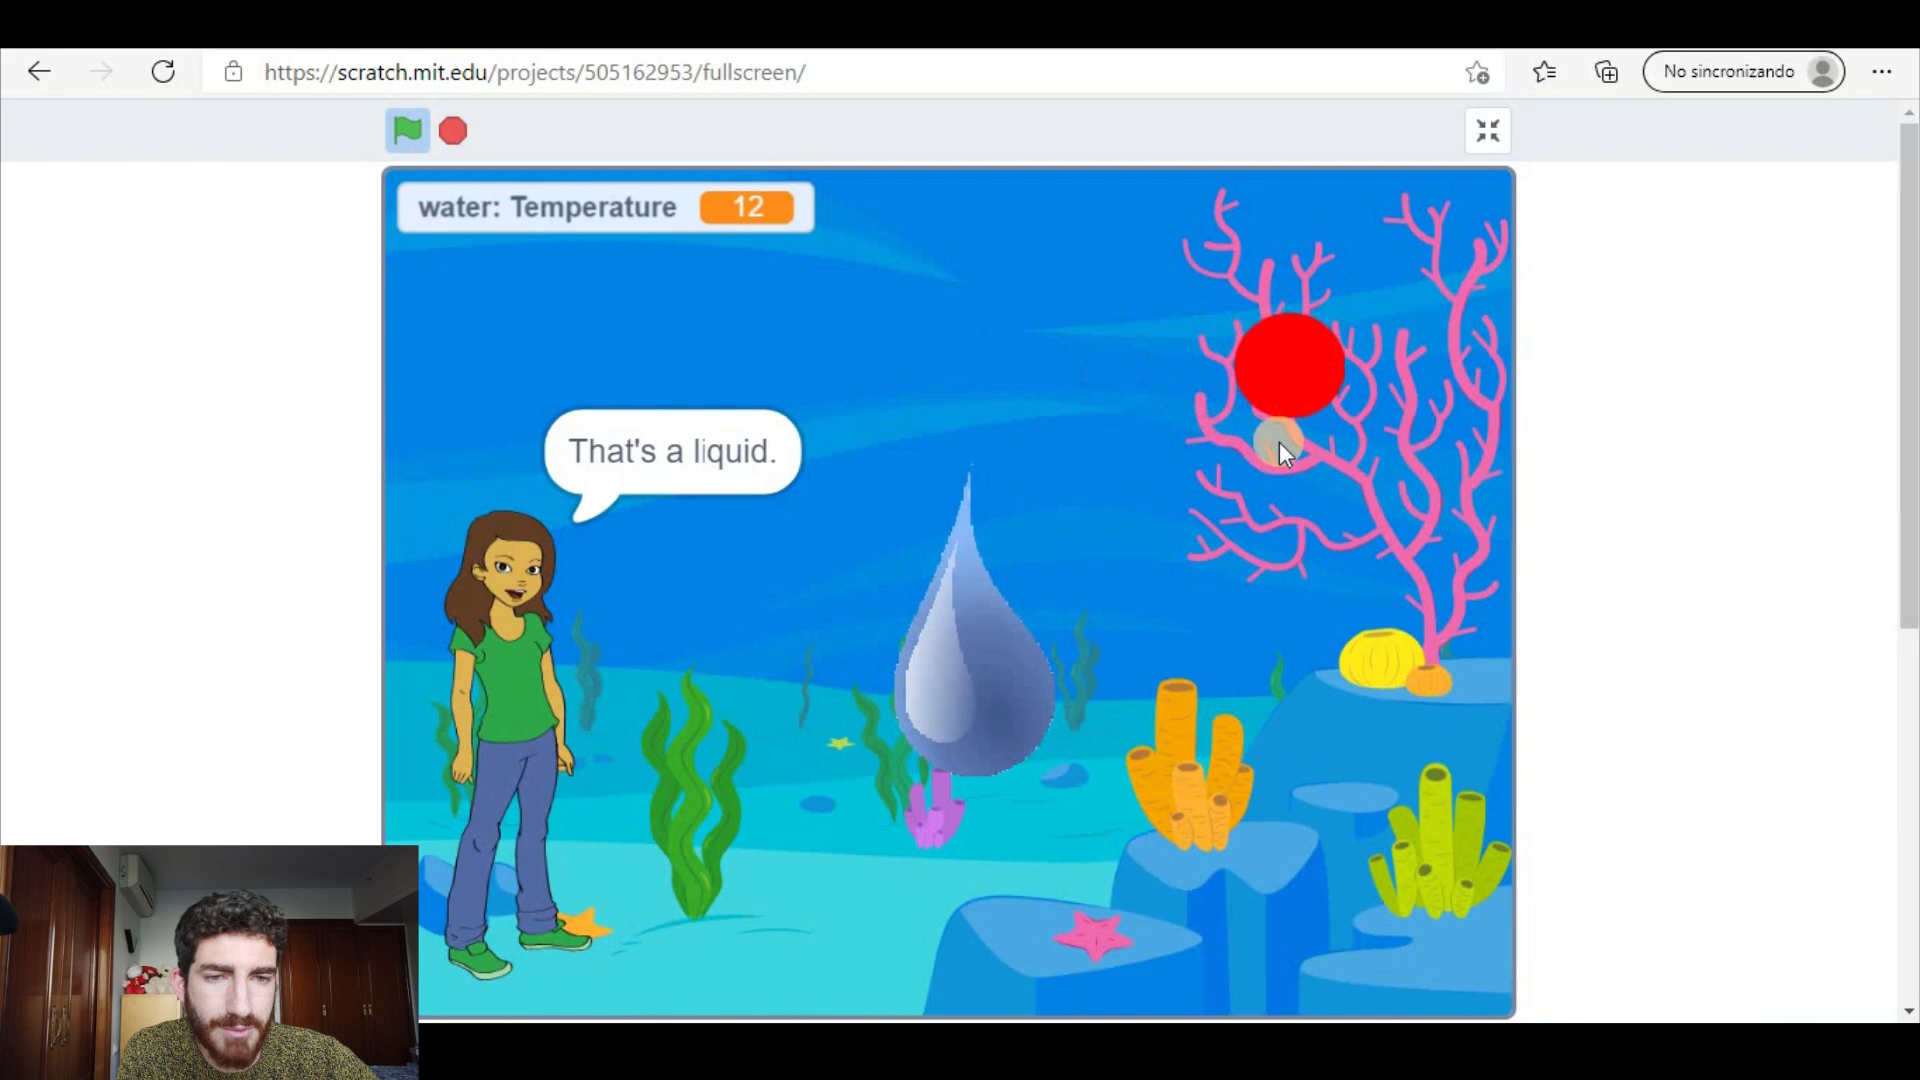 https://scratch.mit.edu/projects/505162953/fullscreen/
No sincronizando
water: Temperature 12
That's a liquid.